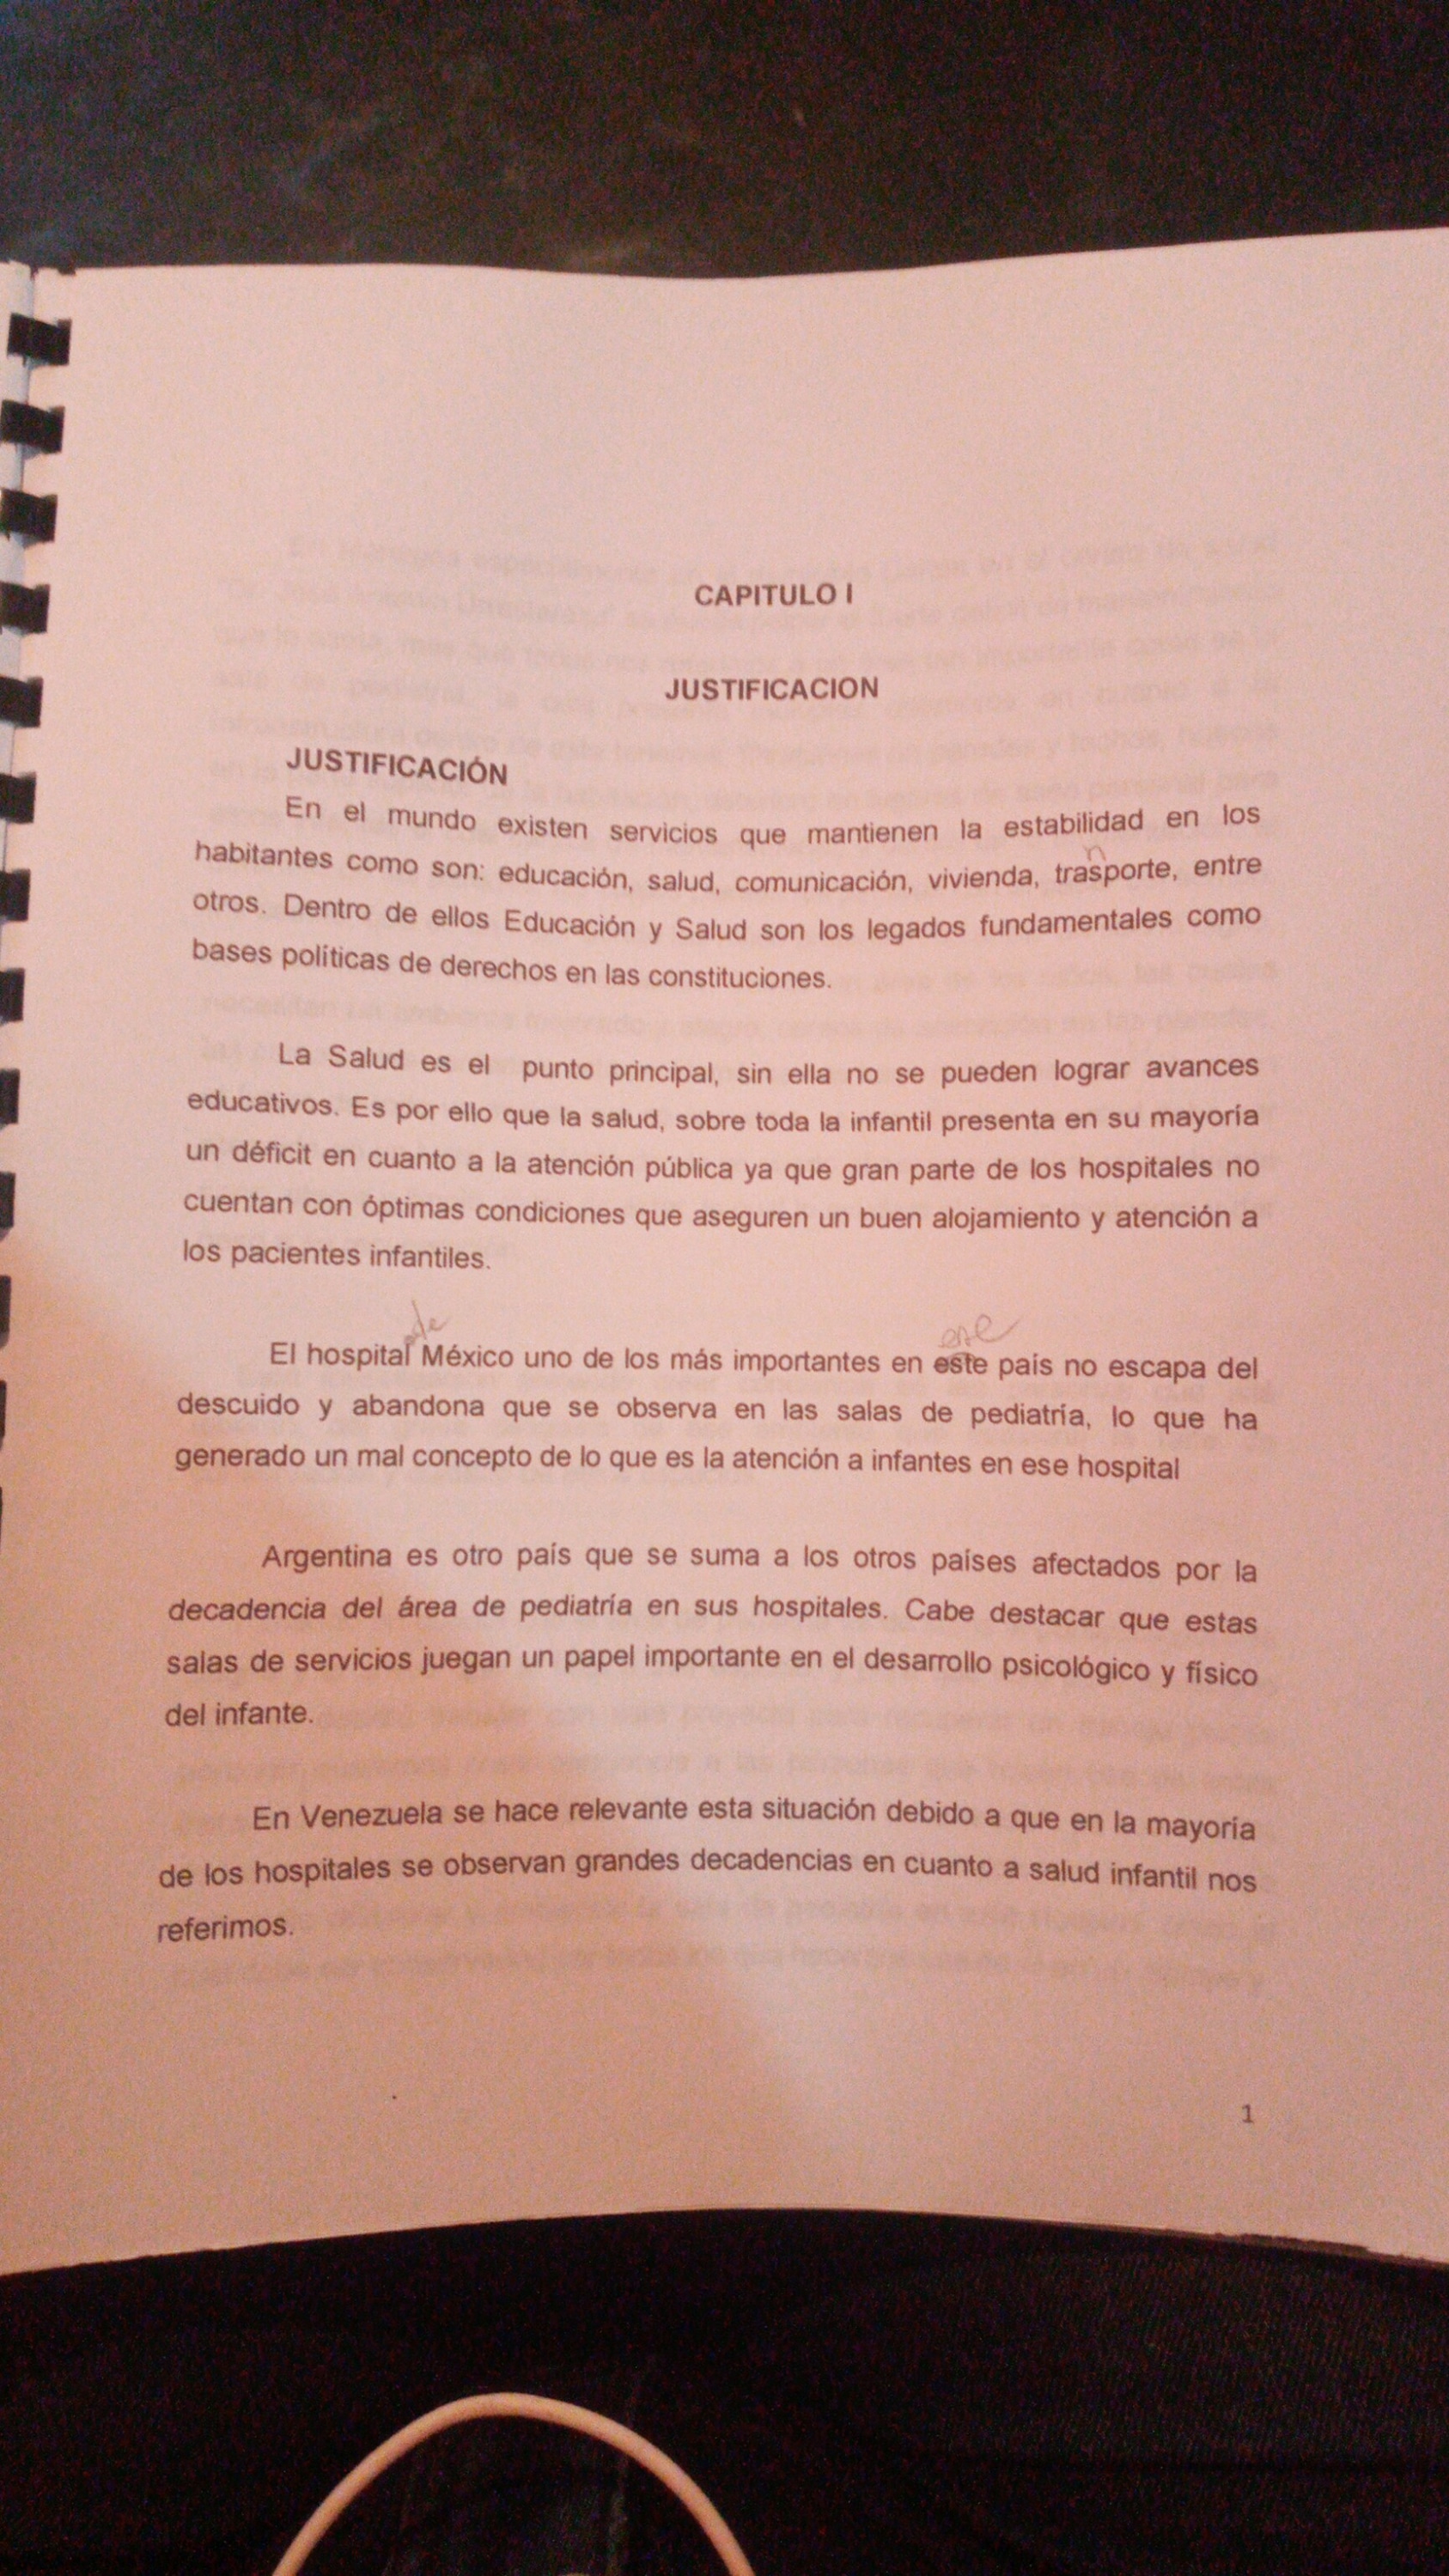 CAPITULO I
JUSTIFICACION
JUSTIFICACIÓN
En el mundo existen servicios que mantienen la estabilidad en los
n
habitantes como son: educación, salud, comunicación, vivienda, trasporte, entre
otros. Dentro de ellos Educación y Salud son los legados fundamentales como
bases políticas de derechos en las constituciones.
La Salud es el punto principal, sin ella no se pueden lograr avances
educativos. Es por ello que la salud, sobre toda la infantil presenta en su mayoría
un déficit en cuanto a la atención pública ya que gran parte de los hospitales no
cuentan con óptimas condiciones que aseguren un buen alojamiento y atención a
los pacientes infantiles.
de ese
El hospital México uno de los más importantes en este país no escapa del
descuido y abandona que se observa en las salas de pediatría, lo que ha
generado un mal concepto de lo que es la atención a infantes en ese hospital
Argentina es otro país que se suma a los otros países afectados por la
decadencia del área de pediatría en sus hospitales. Cabe destacar que estas
salas de servicios juegan un papel importante en el desarrollo psicológico y físico
del infante.
En Venezuela se hace relevante esta situación debido a que en la mayoría
de los hospitales se observan grandes decadencias en cuanto a salud infantil nos
referimos.
1